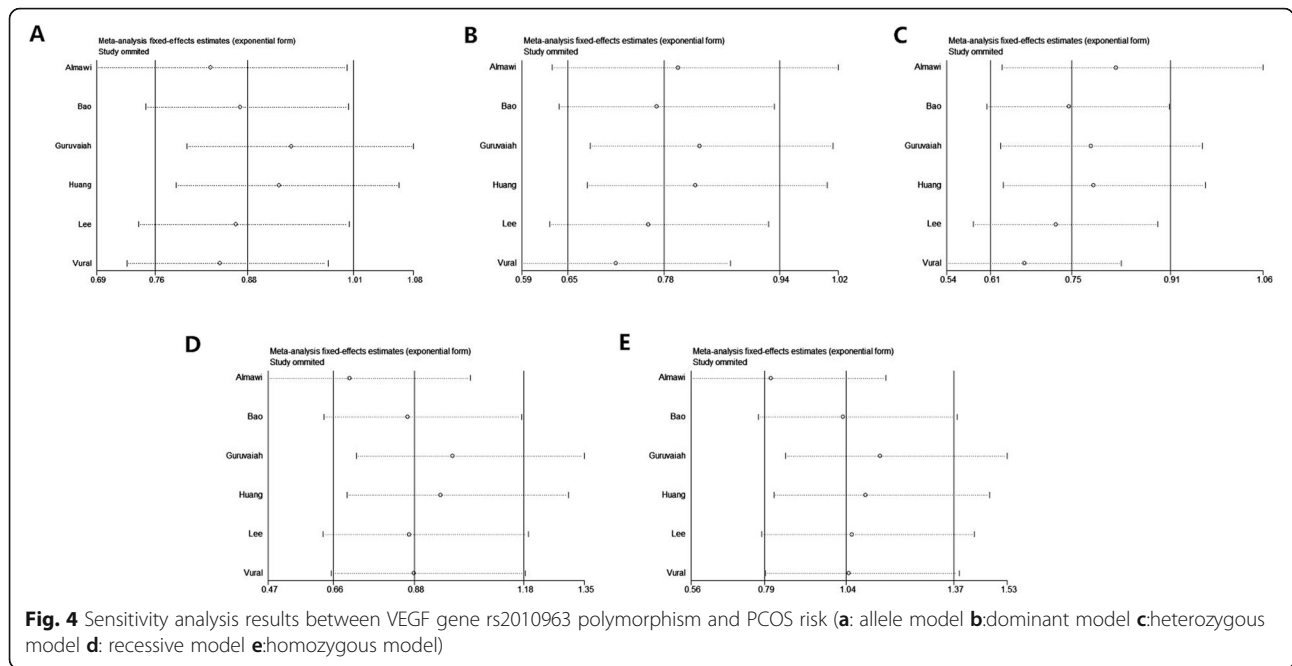 A
Meta-analysis fixed-effects estimates (exponential form)
Study ommited
Almawi
Bao
Guruvaiah
Huang
Lee
Vural
0.69 0.76 0.88 1.01 1.08
B
Meta-analysis fixed-effects estimates (exponential form)
Study ommited
Almawi
Bao
Guruvaiah
Huang
Lee
Vural
0.59 0.65 0.78 0.94 1.02
C
Meta-analysis fixed-effects estimates (exponential form)
Study ommited
Almawi
Bao
Guruvaiah
Huang
Lee
Vural
0.54 0.61 0.75 0.91 1.06
D
Meta-analysis fixed-effects estimates (exponential form)
Study ommited
Almawi
Bao
Guruvaiah
Huang
Lee
Vural
0.47 0.66 0.88 1.18 1.35
E
Meta-analysis fixed-effects estimates (exponential form)
Study ommited
Almawi
Bao
Guruvaiah
Huang
Lee
Vural
0.56 0.79 1.04 1.37 1.53
Fig. 4 Sensitivity analysis results between VEGF gene rs2010963 polymorphism and PCOS risk (a: allele model b:dominant model c:heterozygous
model d: recessive model e:homozygous model)